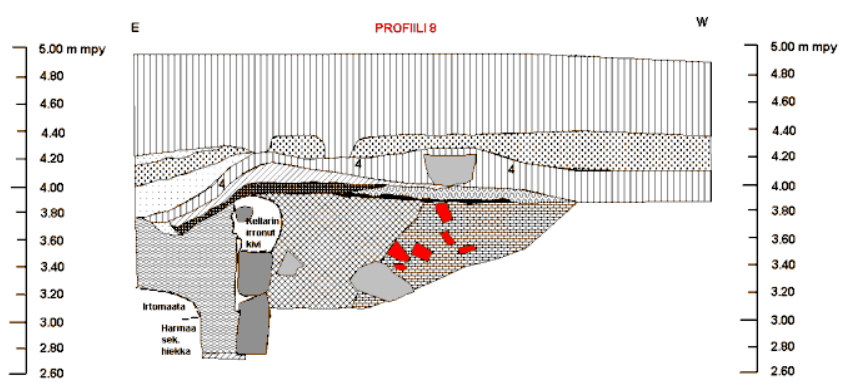 E
PROFIILI 8
W
5.00 m mpy
5.00 m mpy
4.80
4.80
4.60
4.60
4.40
4.40
4.20
4
4
4.20
4.00
4
4.00
3.80
3.80
Kellarin
irronut
kivi
3.60
3.60
3.40
3.40
3.20
3.20
Irtomaata
3.00
3.00
Harmaa
sek.
hiekka
2.80
2.80
2.60
2.60